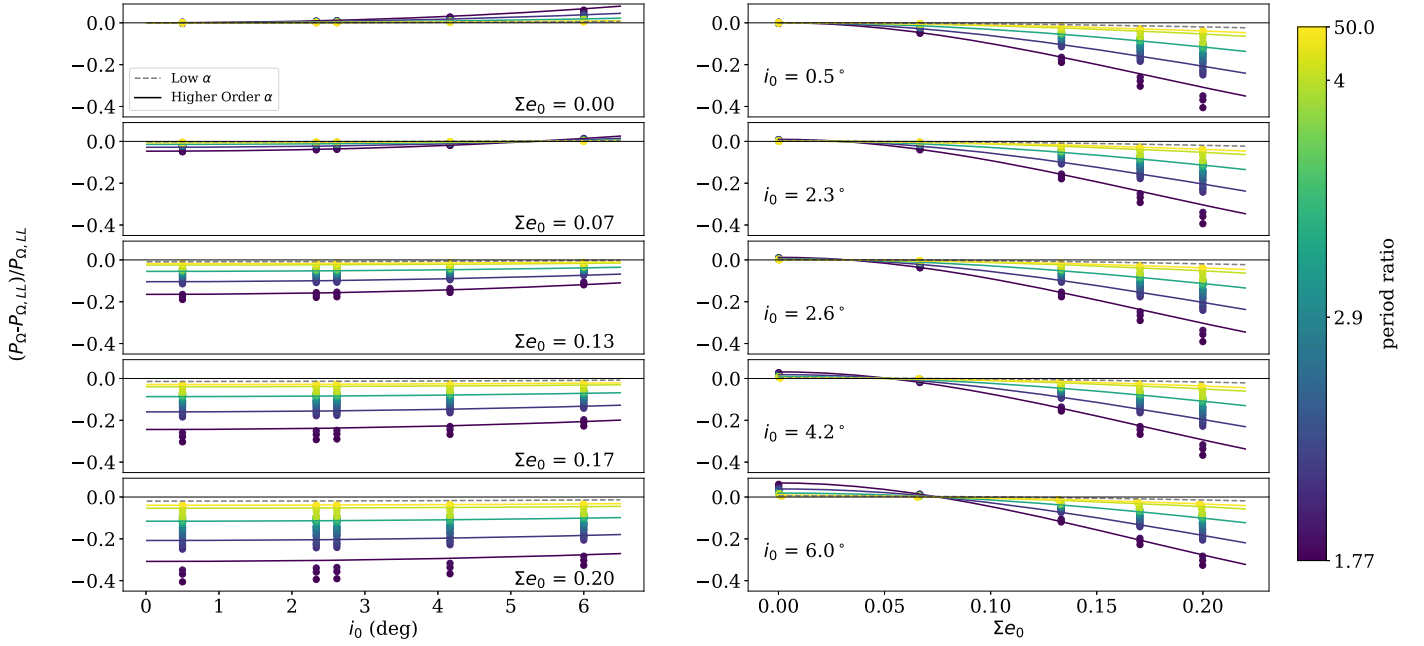 (P_Ω-P_Ω,LL)/P_Ω,LL
0.0
−0.2
−0.4
Low α
Higher Order α
Σe₀ = 0.00
0.0
−0.2
−0.4
Σe₀ = 0.07
0.0
−0.2
−0.4
Σe₀ = 0.13
0.0
−0.2
−0.4
Σe₀ = 0.17
0.0
−0.2
−0.4
Σe₀ = 0.20
0 1 2 3 4 5 6
i₀ (deg)
0.0
−0.2
−0.4
i₀ = 0.5°
0.0
−0.2
−0.4
i₀ = 2.3°
0.0
−0.2
−0.4
i₀ = 2.6°
0.0
−0.2
−0.4
i₀ = 4.2°
0.0
−0.2
−0.4
i₀ = 6.0°
0.00 0.05 0.10 0.15 0.20
Σe₀
50.0
4
2.9
1.77
period ratio